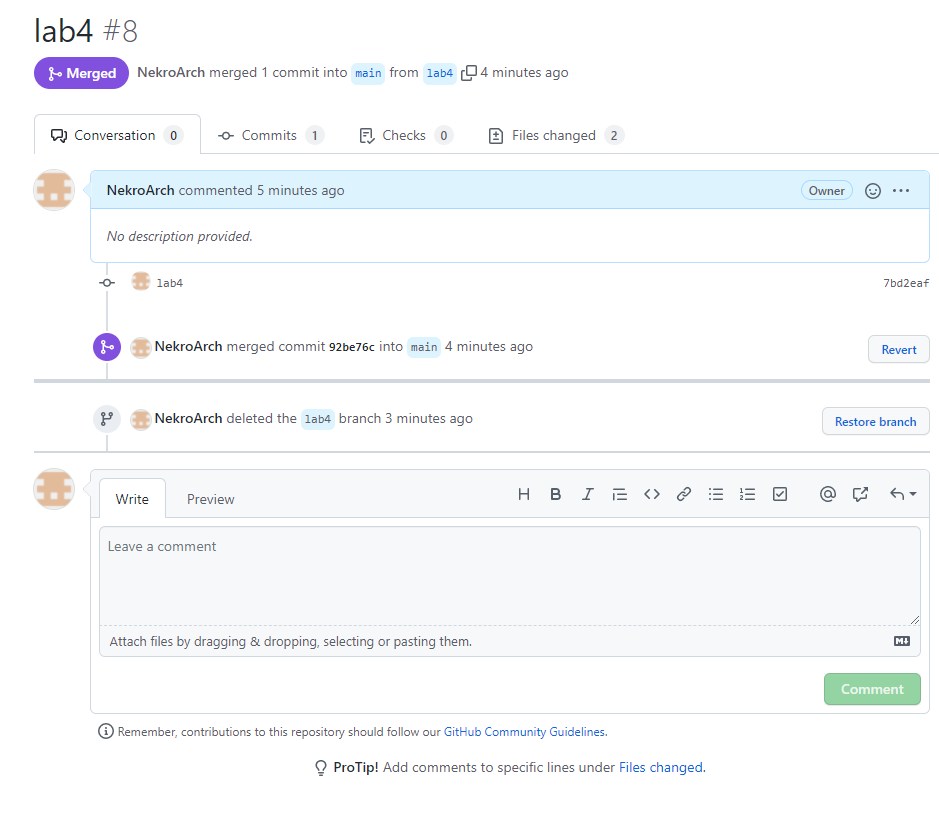 lab4 #8
Merged NekroArch merged 1 commit into main from lab4 4 minutes ago
Conversation 0 Commits 1 Checks 0 Files changed 2
NekroArch commented 5 minutes ago Owner
No description provided.
lab4 7bd2eaf
NekroArch merged commit 92be76c into main 4 minutes ago Revert
NekroArch deleted the lab4 branch 3 minutes ago Restore branch
Write Preview
Leave a comment
Attach files by dragging & dropping, selecting or pasting them.
Comment
Remember, contributions to this repository should follow our GitHub Community Guidelines.
ProTip! Add comments to specific lines under Files changed.